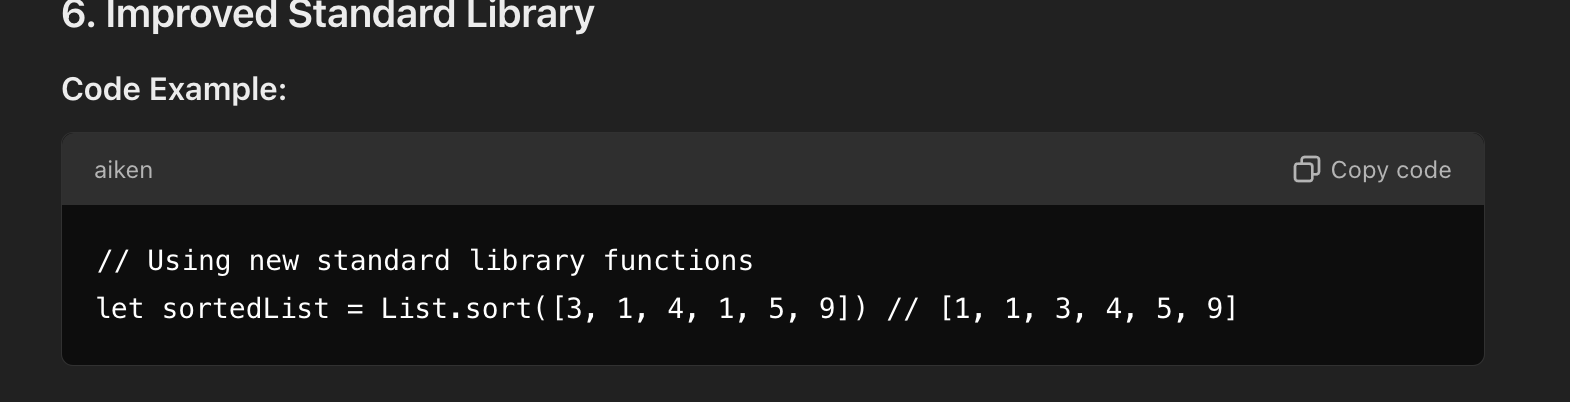 6. Improved Standard Library
Code Example:
aiken
Copy code
// Using new standard library functions
let sortedList = List.sort([3, 1, 4, 1, 5, 9]) // [1, 1, 3, 4, 5, 9]